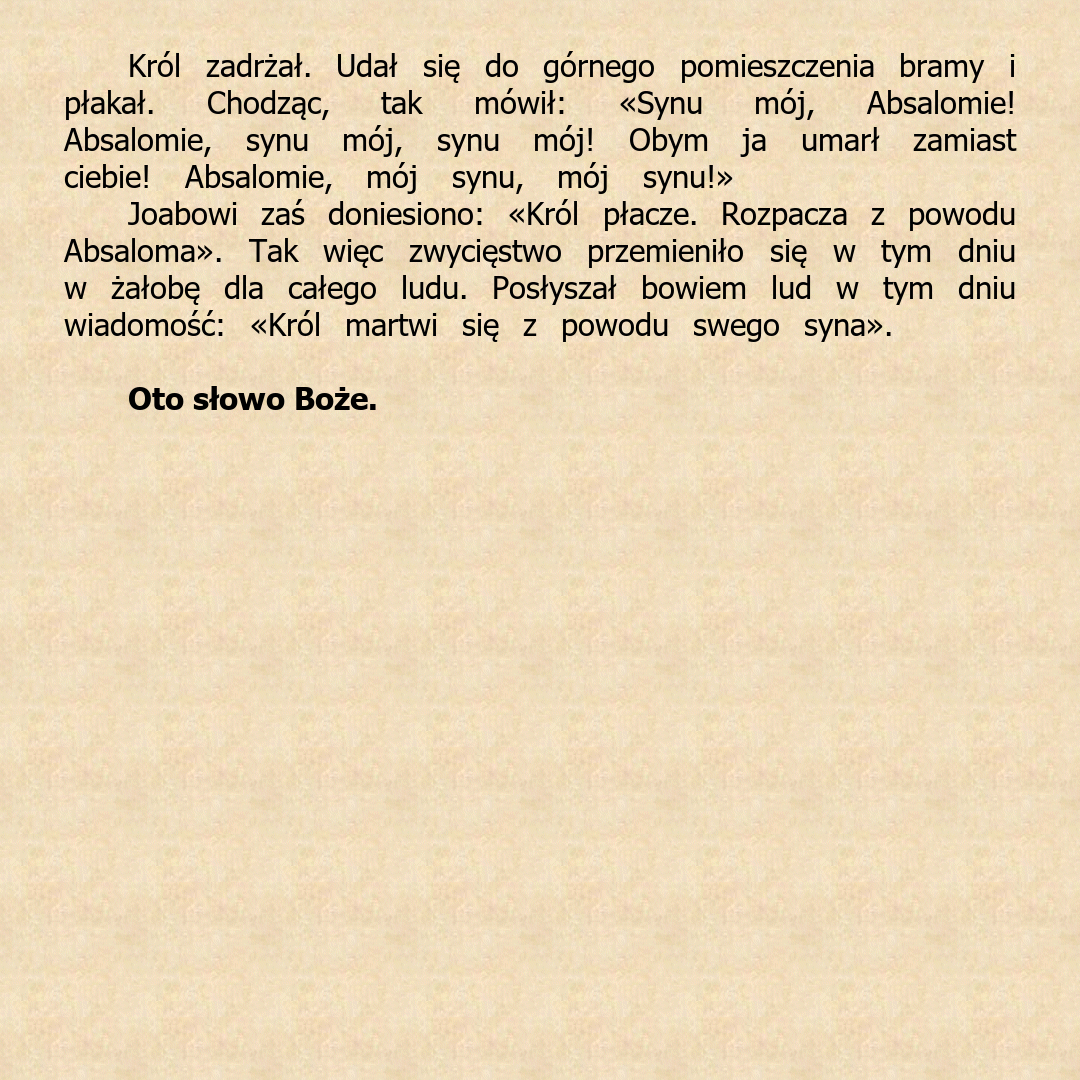 Król zadrżał. Udał się do górnego pomieszczenia bramy i
płakał. Chodząc, tak mówił: «Synu mój, Absalomie!
Absalomie, synu mój, synu mój! Obym ja umarł zamiast
ciebie! Absalomie, mój synu, mój synu!»
Joabowi zaś doniesiono: «Król płacze. Rozpacza z powodu
Absaloma». Tak więc zwycięstwo przemieniło się w tym dniu
w żałobę dla całego ludu. Posłyszał bowiem lud w tym dniu
wiadomość: «Król martwi się z powodu swego syna».
Oto słowo Boże.